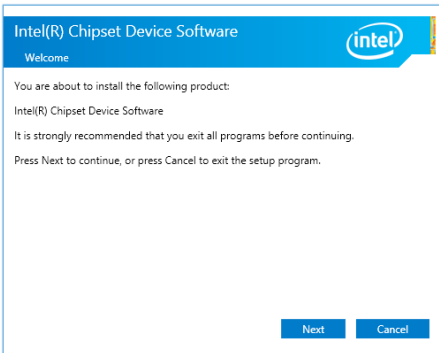 Intel(R) Chipset Device Software
intel
Welcome
You are about to install the following product:
Intel(R) Chipset Device Software
It is strongly recommended that you exit all programs before continuing.
Press Next to continue, or press Cancel to exit the setup program.
Next
Cancel